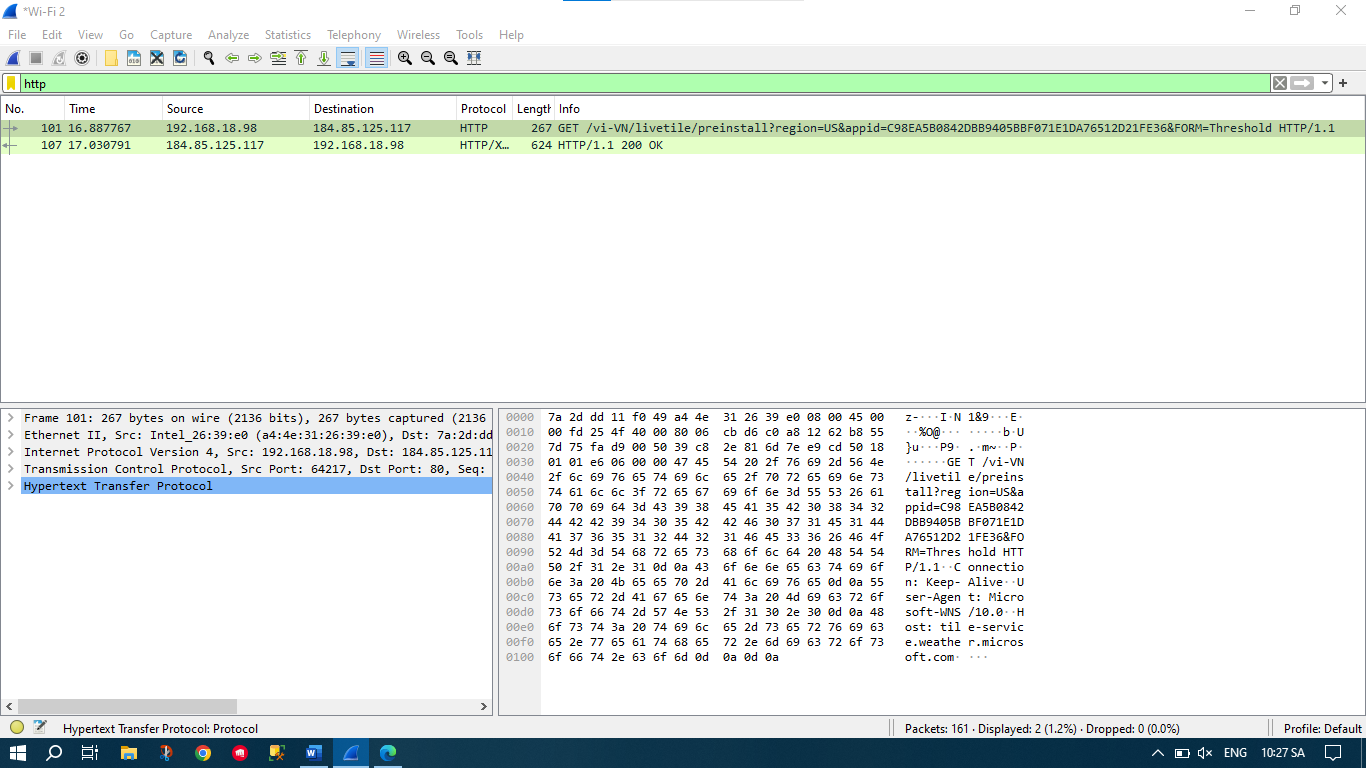 *Wi-Fi 2
File Edit View Go Capture Analyze Statistics Telephony Wireless Tools Help
http
No. Time Source Destination Protocol Length Info
101 16.887767 192.168.18.98 184.85.125.117 HTTP 267 GET /vi-VN/livetile/preinstall?region=US&appid=C98EA5B0842DBB9405BBF071E1DA76512D21FE36&FORM=Threshold HTTP/1.1
107 17.030791 184.85.125.117 192.168.18.98 HTTP/X… 624 HTTP/1.1 200 OK
Frame 101: 267 bytes on wire (2136 bits), 267 bytes captured (2136
Ethernet II, Src: Intel_26:39:e0 (a4:4e:31:26:39:e0), Dst: 7a:2d:dd
Internet Protocol Version 4, Src: 192.168.18.98, Dst: 184.85.125.11
Transmission Control Protocol, Src Port: 64217, Dst Port: 80, Seq:
Hypertext Transfer Protocol
0000 7a 2d dd 11 f0 49 a4 4e 31 26 39 e0 08 00 45 00 z-···I·N 1&9···E·
0010 00 fd 25 4f 40 00 80 06 cb d6 c0 a8 12 62 b8 55 ··%O@··· ·····b·U
0020 7d 75 fa d9 00 50 39 c8 2e 81 6d 7e e9 cd 50 18 }u···P9· .·m~··P·
0030 01 01 e6 06 00 00 47 45 54 20 2f 76 69 2d 56 4e ······GE T /vi-VN
0040 2f 6c 69 76 65 74 69 6c 65 2f 70 72 65 69 6e 73 /livetil e/preins
0050 74 61 6c 6c 3f 72 65 67 69 6f 6e 3d 55 53 26 61 tall?reg ion=US&a
0060 70 70 69 64 3d 43 39 38 45 41 35 42 30 38 34 32 ppid=C98 EA5B0842
0070 44 42 42 39 34 30 35 42 42 46 30 37 31 45 31 44 DBB9405B BF071E1D
0080 41 37 36 35 31 32 44 32 31 46 45 33 36 26 46 4f A76512D2 1FE36&FO
0090 52 4d 3d 54 68 72 65 73 68 6f 6c 64 20 48 54 54 RM=Thres hold HTT
00a0 50 2f 31 2e 31 0d 0a 43 6f 6e 6e 65 63 74 69 6f P/1.1··C onnectio
00b0 6e 3a 20 4b 65 65 70 2d 41 6c 69 76 65 0d 0a 55 n: Keep- Alive··U
00c0 73 65 72 2d 41 67 65 6e 74 3a 20 4d 69 63 72 6f ser-Agen t: Micro
00d0 73 6f 66 74 2d 57 4e 53 2f 31 30 2e 30 0d 0a 48 soft-WNS /10.0··H
00e0 6f 73 74 3a 20 74 69 6c 65 2d 73 65 72 76 69 63 ost: til e-servic
00f0 65 2e 77 65 61 74 68 65 72 2e 6d 69 63 72 6f 73 e.weathe r.micros
0100 6f 66 74 2e 63 6f 6d 0d 0a 0d 0a oft.com· ···
Hypertext Transfer Protocol: Protocol Packets: 161 · Displayed: 2 (1.2%) · Dropped: 0 (0.0%) Profile: Default
ENG 10:27 SA